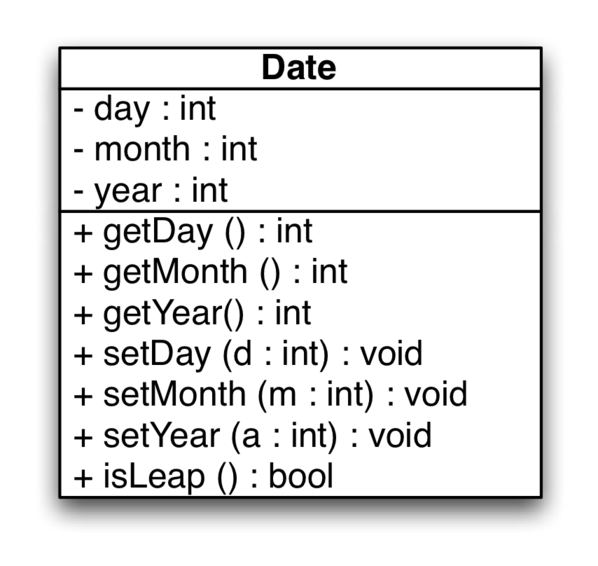 Date
- day : int
- month : int
- year : int
+ getDay () : int
+ getMonth () : int
+ getYear() : int
+ setDay (d : int) : void
+ setMonth (m : int) : void
+ setYear (a : int) : void
+ isLeap () : bool